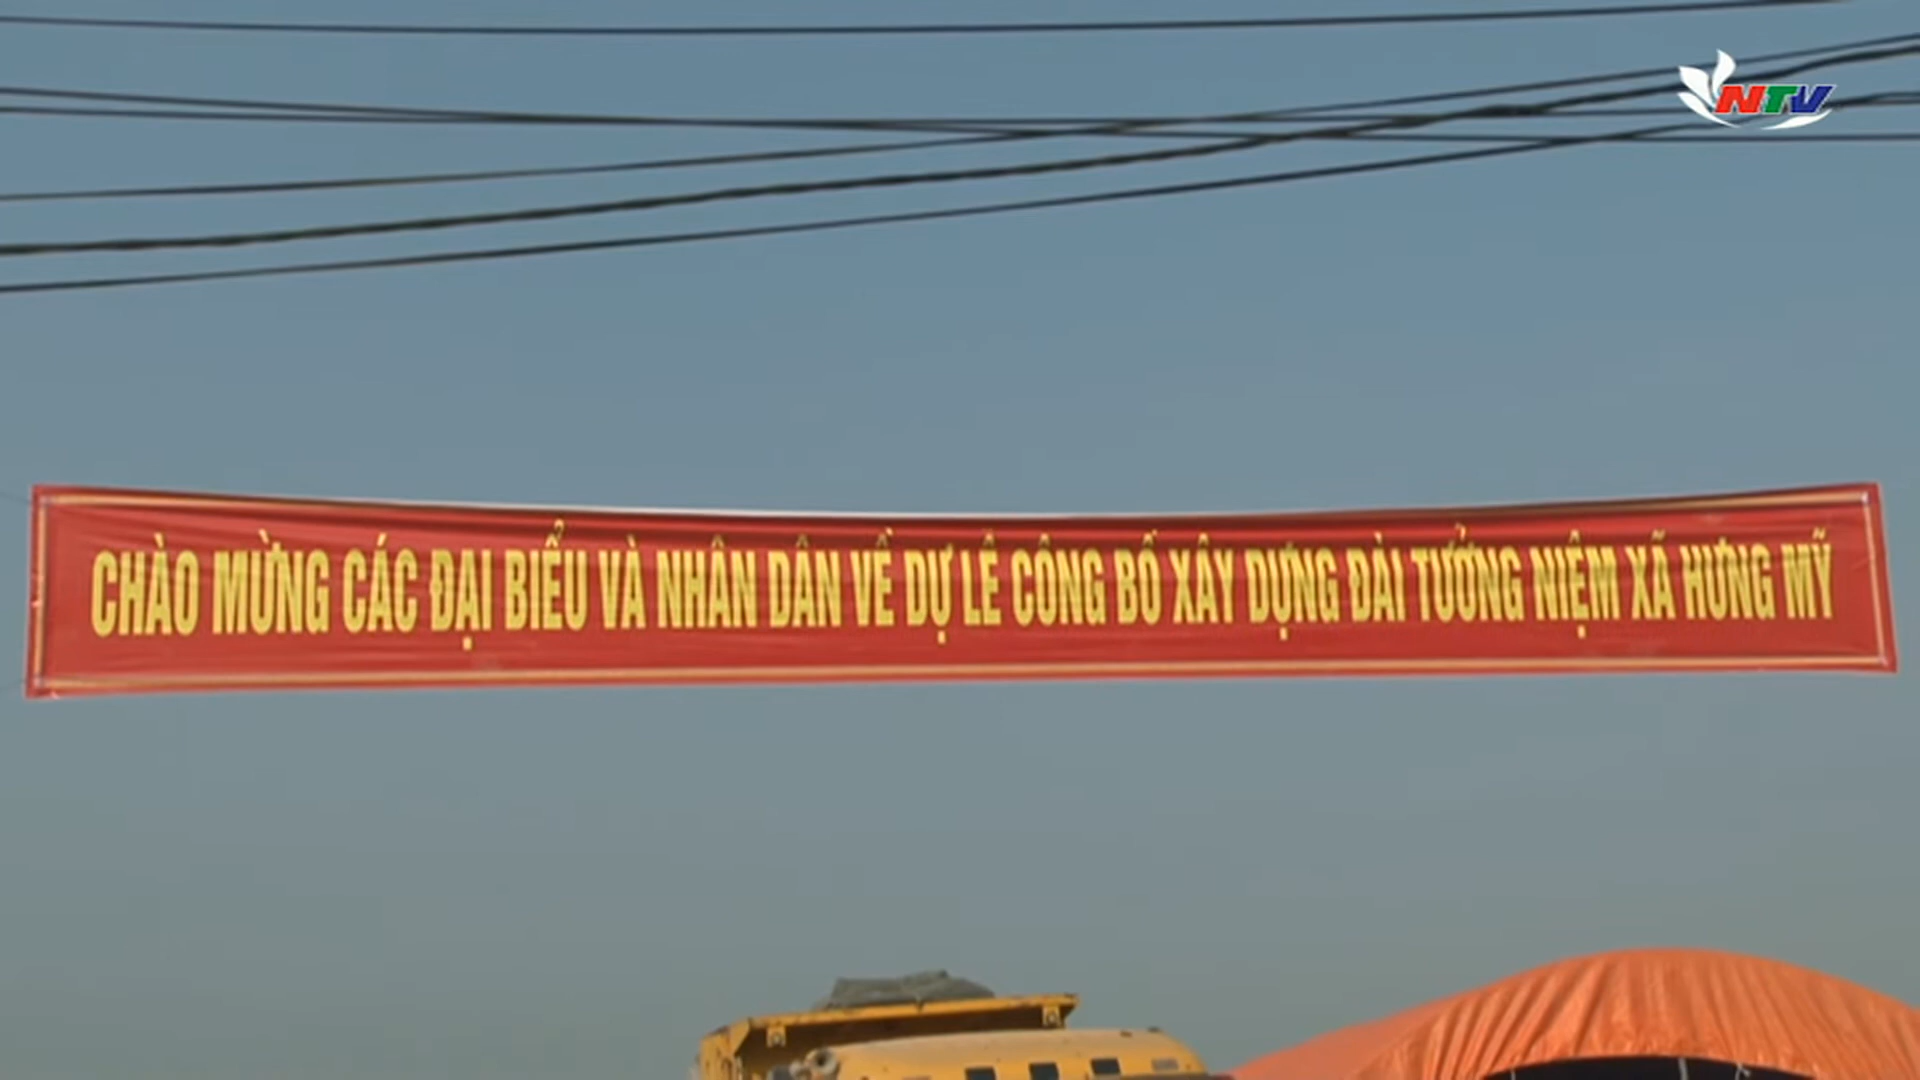 NTV
CHÀO MỪNG CÁC ĐẠI BIỂU VÀ NHÂN DÂN VỀ DỰ LỄ CÔNG BỐ XÂY DỰNG ĐÀI TƯỞNG NIỆM XÃ HƯNG MỸ